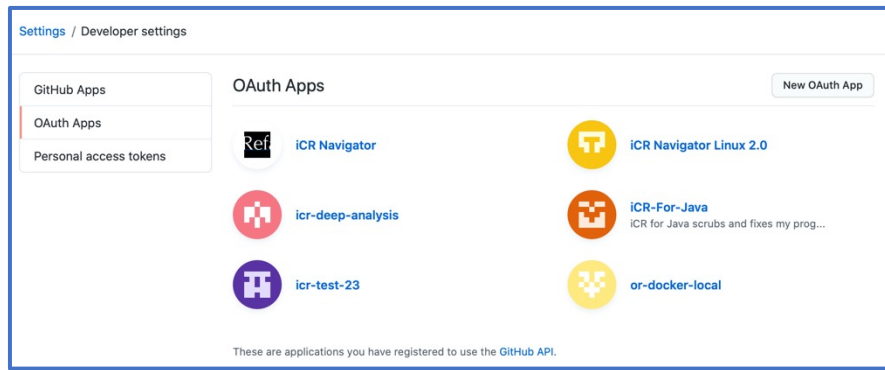 Settings / Developer settings
GitHub Apps
OAuth Apps
Personal access tokens
OAuth Apps
New OAuth App
Ref
iCR Navigator
iCR Navigator Linux 2.0
icr-deep-analysis
iCR-For-Java
iCR for Java scrubs and fixes my prog...
icr-test-23
or-docker-local
These are applications you have registered to use the GitHub API.